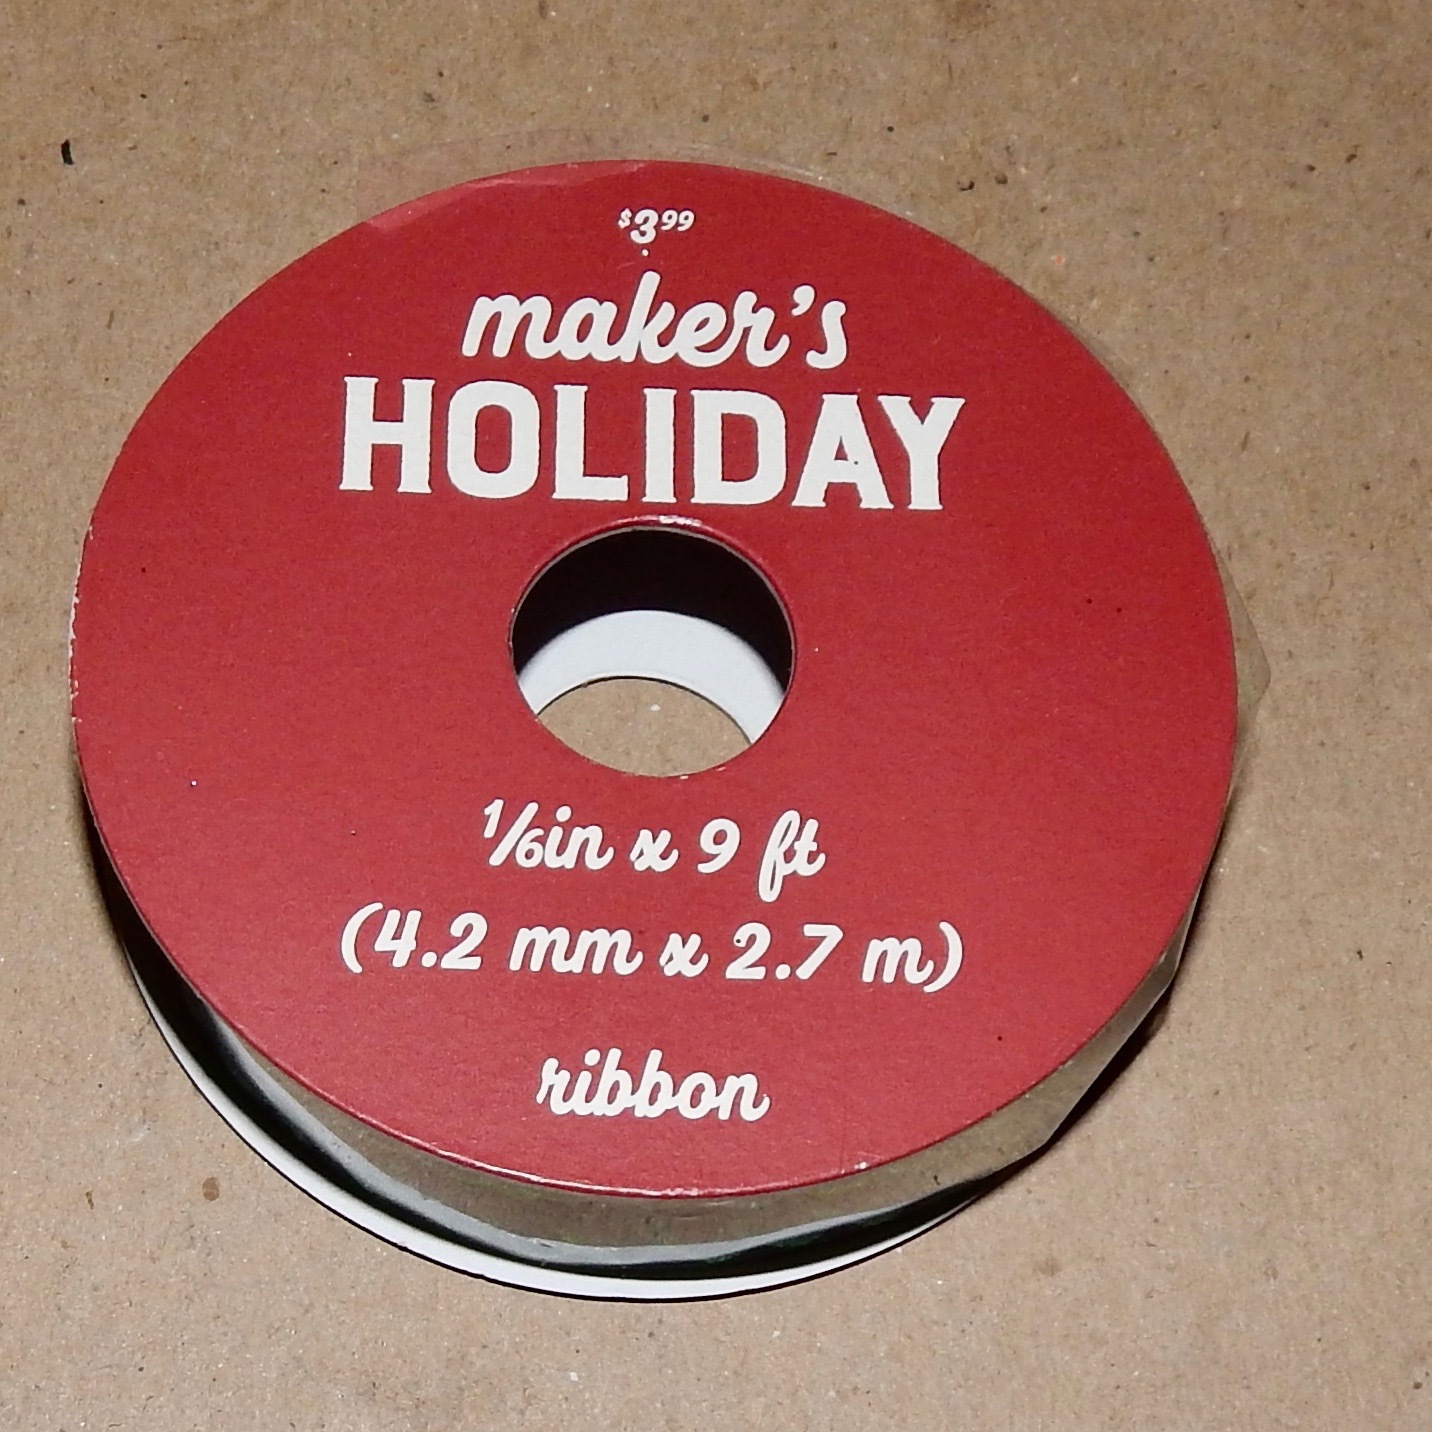 $3.99
maker's
HOLIDAY
1/6in x 9 ft
(4.2 mm x 2.7 m)
ribbon